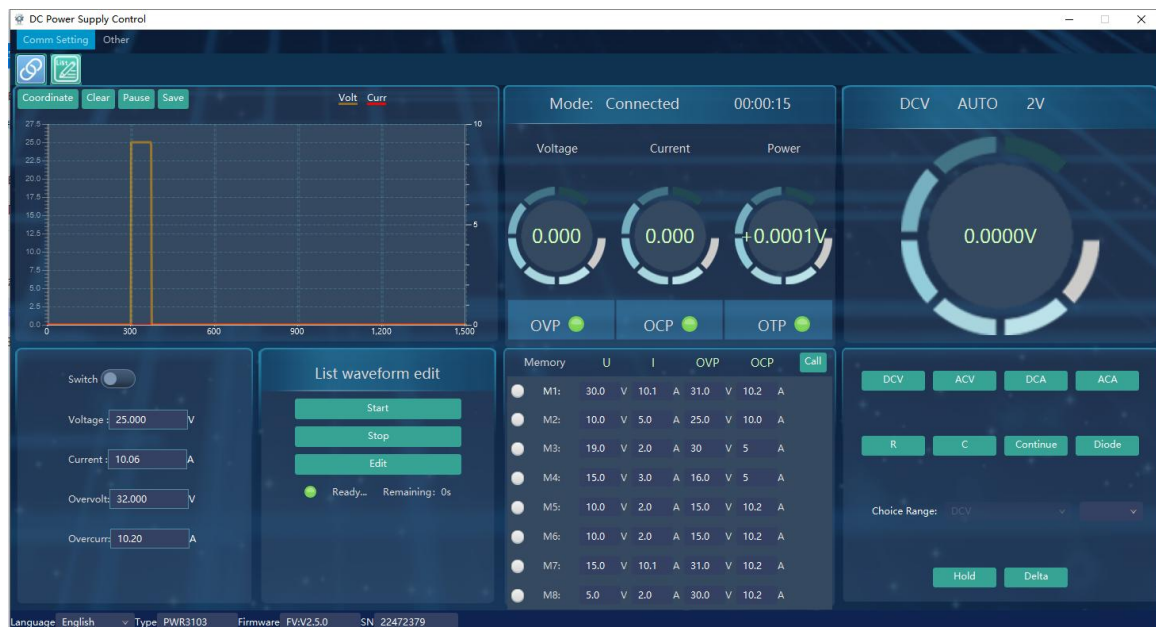 DC Power Supply Control
Comm Setting Other
List
Coordinate Clear Pause Save Volt Curr
27.5
25.0
22.5
20.0
17.5
15.0
12.5
10.0
7.5
5.0
2.5
0.0
10
5
0
0 300 600 900 1,200 1,500
Mode: Connected 00:00:15
Voltage Current Power
0.000 0.000 +0.0001V
OVP OCP OTP
DCV AUTO 2V
0.0000V
Switch
Voltage : 25.000 V
Current : 10.06 A
Overvolt: 32.000 V
Overcurr: 10.20 A
List waveform edit
Start
Stop
Edit
Ready... Remaining: 0s
Memory U I OVP OCP Call
M1: 30.0 V 10.1 A 31.0 V 10.2 A
M2: 10.0 V 5.0 A 25.0 V 10.0 A
M3: 19.0 V 2.0 A 30 V 5 A
M4: 15.0 V 3.0 A 16.0 V 5 A
M5: 10.0 V 2.0 A 15.0 V 10.2 A
M6: 10.0 V 2.0 A 15.0 V 10.2 A
M7: 15.0 V 10.1 A 31.0 V 10.2 A
M8: 5.0 V 2.0 A 30.0 V 10.2 A
DCV ACV DCA ACA
R C Continue Diode
Choice Range: DCV
Hold Delta
Language English Type PWR3103 Firmware FV:V2.5.0 SN 22472379